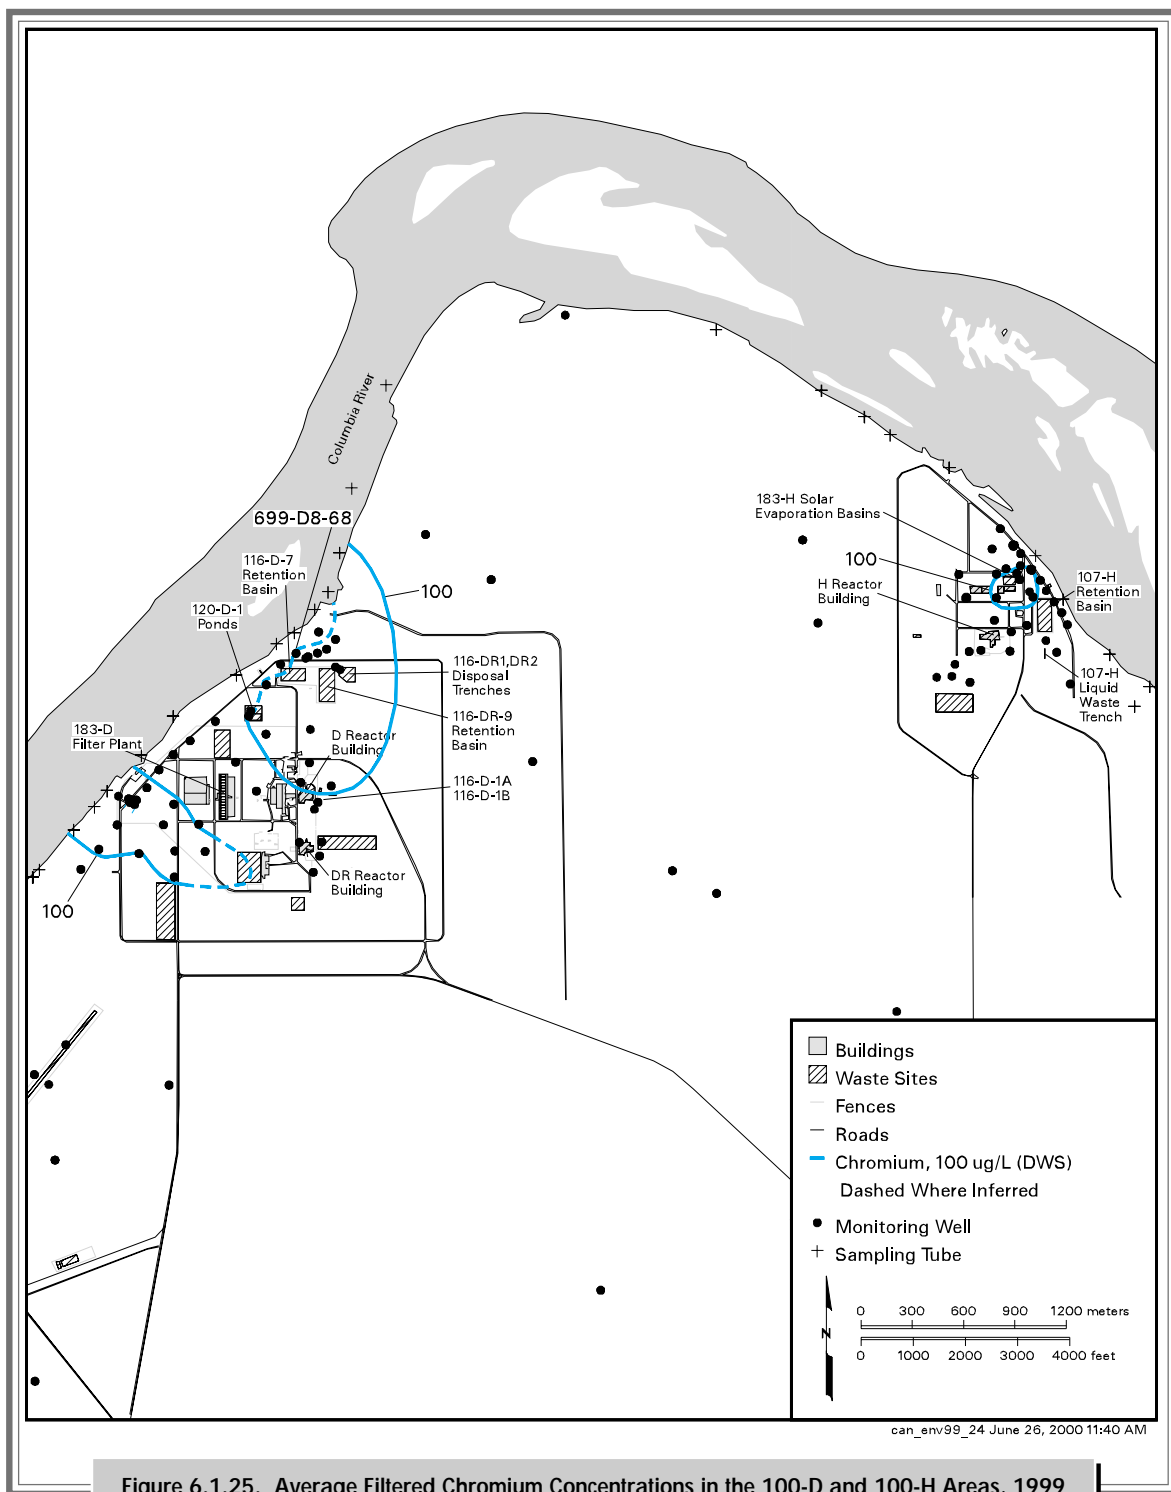 Columbia River
699-D8-68
116-D-7
Retention
Basin
120-D-1
Ponds
100
116-DR1,DR2
Disposal
Trenches
116-DR-9
Retention
Basin
D Reactor
Building
183-D
Filter Plant
116-D-1A
116-D-1B
DR Reactor
Building
100
183-H Solar
Evaporation Basins
100
H Reactor
Building
107-H
Retention
Basin
107-H
Liquid
Waste
Trench
Buildings
Waste Sites
Fences
Roads
Chromium, 100 ug/L (DWS)
Dashed Where Inferred
Monitoring Well
Sampling Tube
N
0 300 600 900 1200 meters
0 1000 2000 3000 4000 feet
can_env99_24 June 26, 2000 11:40 AM
Figure 6.1.25. Average Filtered Chromium Concentrations in the 100-D and 100-H Areas, 1999